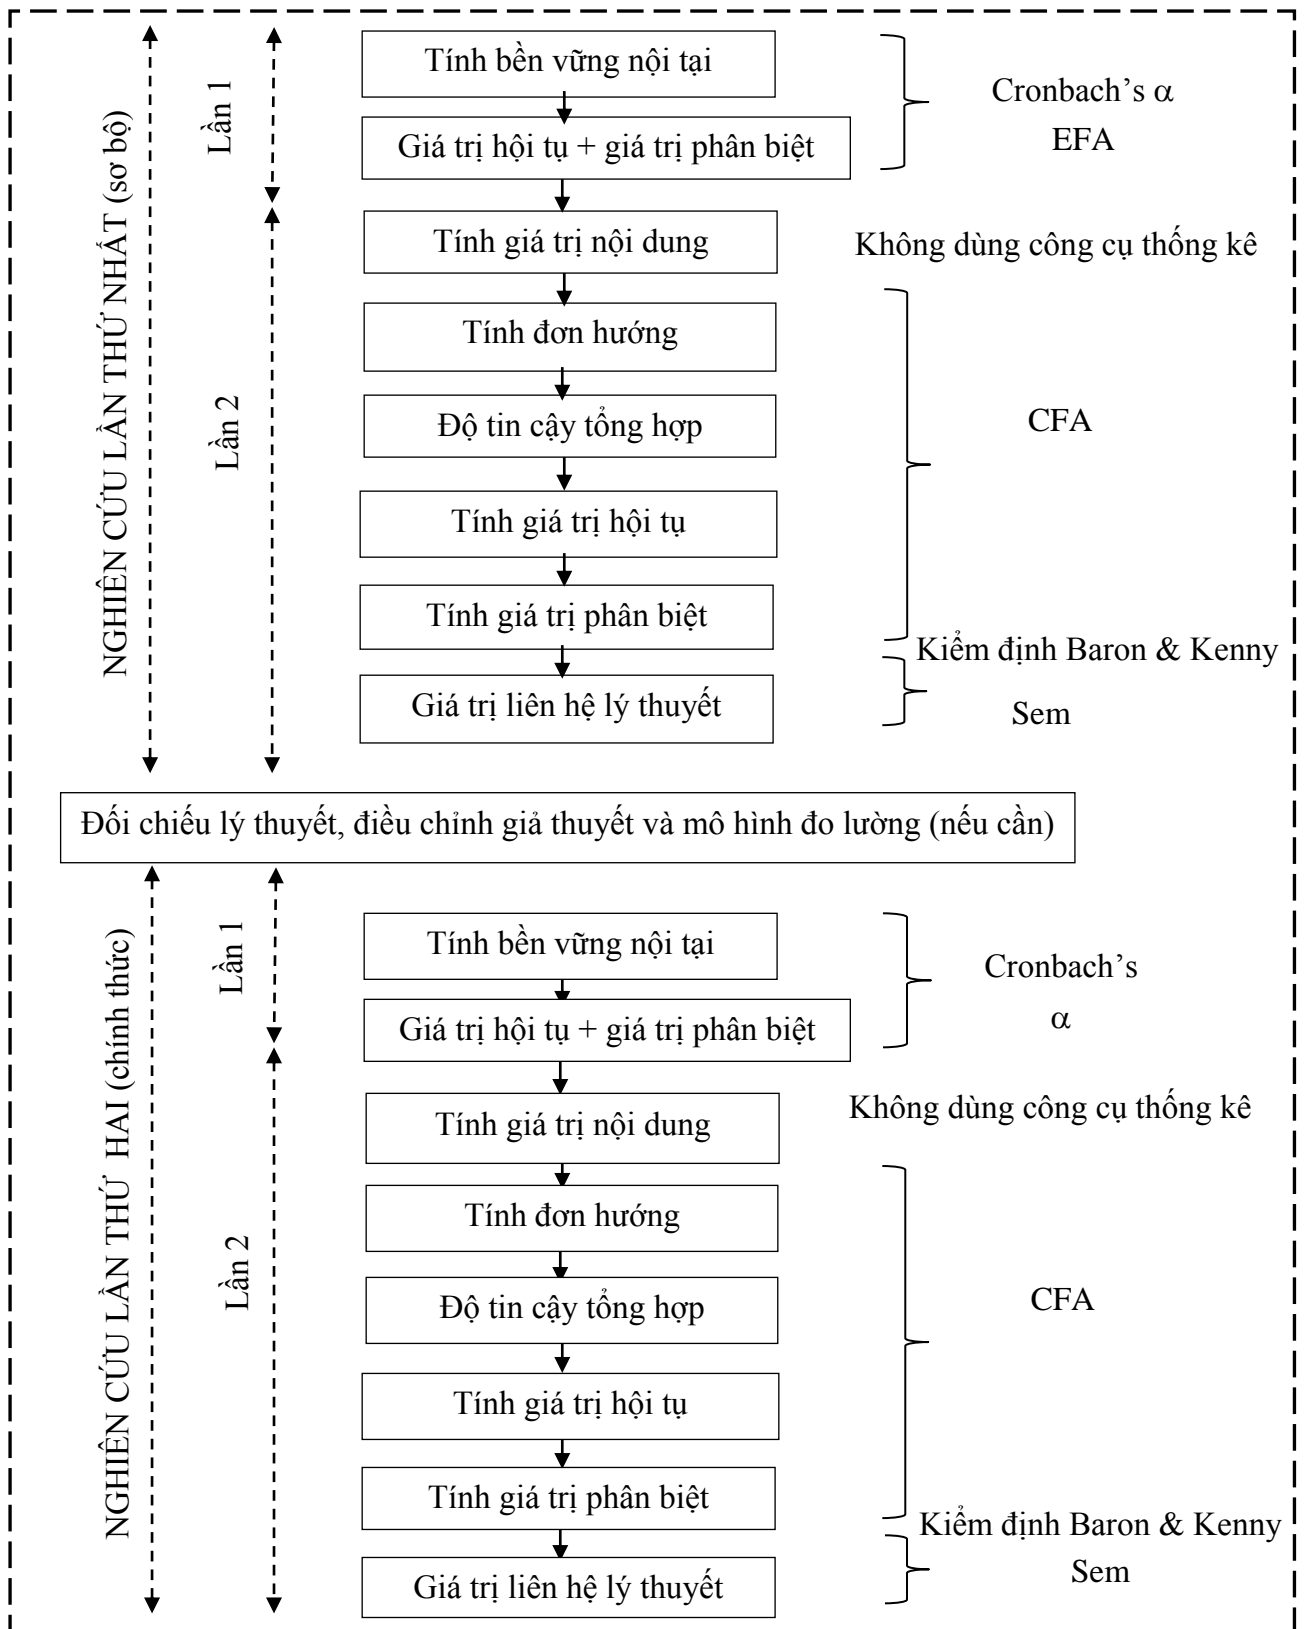 NGHIÊN CỨU LẦN THỨ NHẤT (sơ bộ)
Lần 1
Tính bền vững nội tại
Giá trị hội tụ + giá trị phân biệt
Cronbach’s α
EFA
Lần 2
Tính giá trị nội dung
Không dùng công cụ thống kê
Tính đơn hướng
Độ tin cậy tổng hợp
Tính giá trị hội tụ
Tính giá trị phân biệt
CFA
Giá trị liên hệ lý thuyết
Kiểm định Baron & Kenny
Sem
Đối chiếu lý thuyết, điều chỉnh giả thuyết và mô hình đo lường (nếu cần)
NGHIÊN CỨU LẦN THỨ HAI (chính thức)
Lần 1
Tính bền vững nội tại
Giá trị hội tụ + giá trị phân biệt
Cronbach’s
α
Lần 2
Tính giá trị nội dung
Không dùng công cụ thống kê
Tính đơn hướng
Độ tin cậy tổng hợp
Tính giá trị hội tụ
Tính giá trị phân biệt
CFA
Giá trị liên hệ lý thuyết
Kiểm định Baron & Kenny
Sem